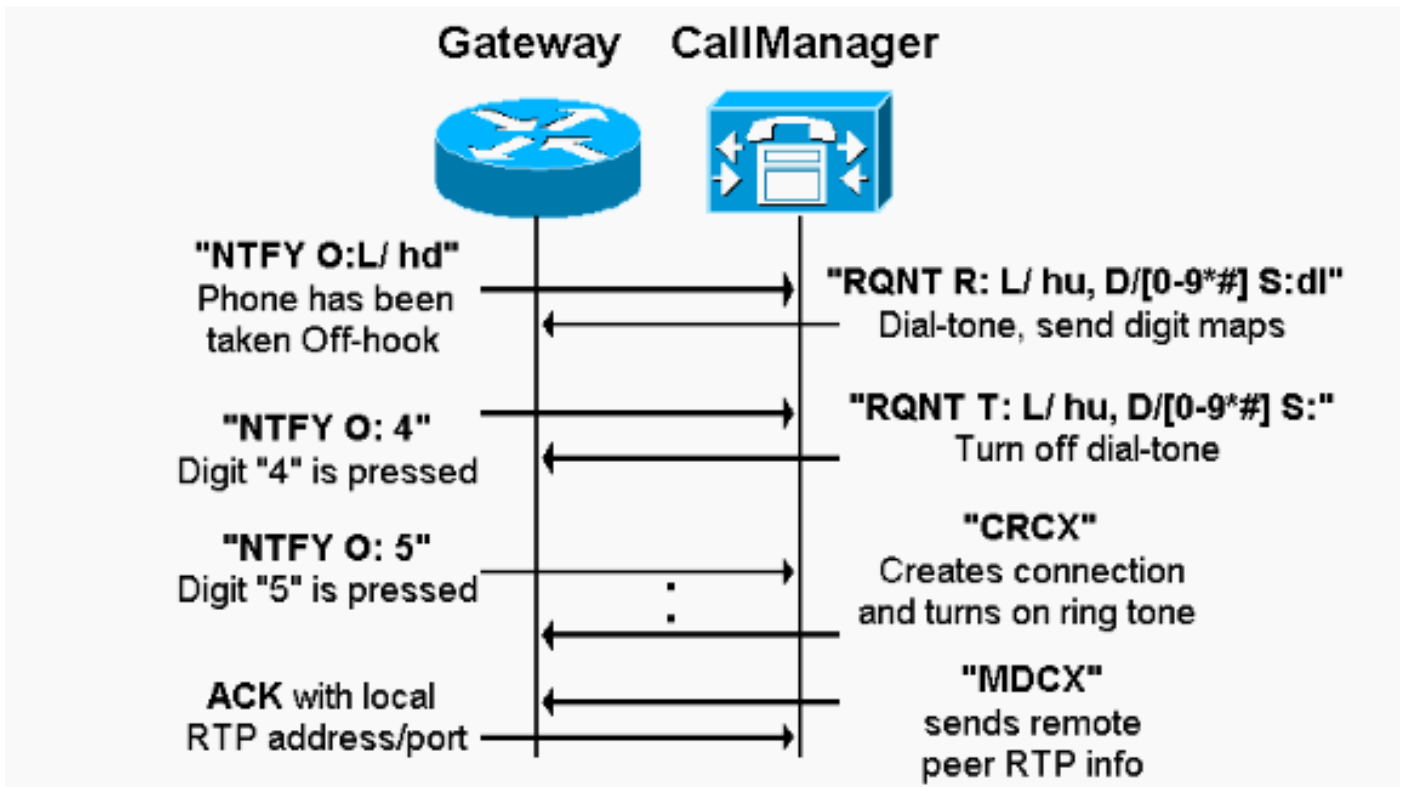 Gateway
CallManager
"NTFY O:L/ hd"
Phone has been
taken Off-hook
"RQNT R: L/ hu, D/[0-9*#] S:dl"
Dial-tone, send digit maps
"NTFY O: 4"
Digit "4" is pressed
"RQNT T: L/ hu, D/[0-9*#] S:"
Turn off dial-tone
"NTFY O: 5"
Digit "5" is pressed
"CRCX"
Creates connection
and turns on ring tone
ACK with local
RTP address/port
"MDCX"
sends remote
peer RTP info